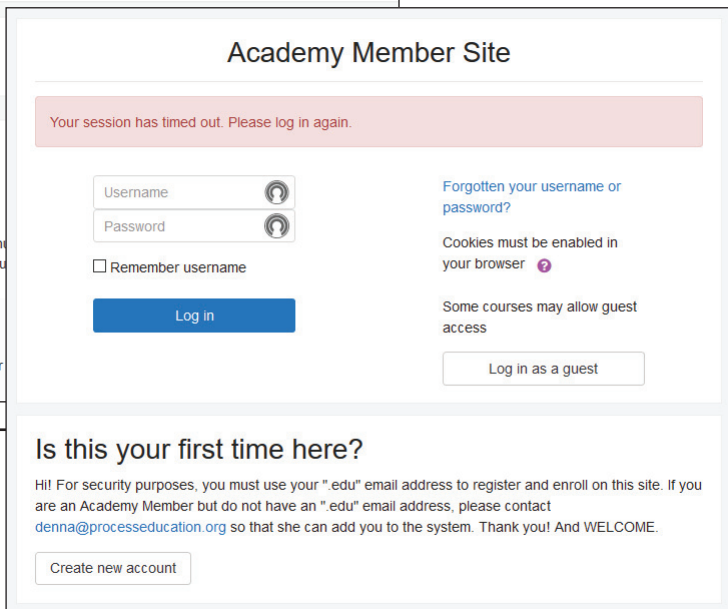 Academy Member Site
Your session has timed out. Please log in again.
Username
Password
Remember username
Log in
Forgotten your username or
password?
Cookies must be enabled in
your browser
Some courses may allow guest
access
Log in as a guest
Is this your first time here?
Hi! For security purposes, you must use your ".edu" email address to register and enroll on this site. If you
are an Academy Member but do not have an ".edu" email address, please contact
denna@processeducation.org so that she can add you to the system. Thank you! And WELCOME.
Create new account